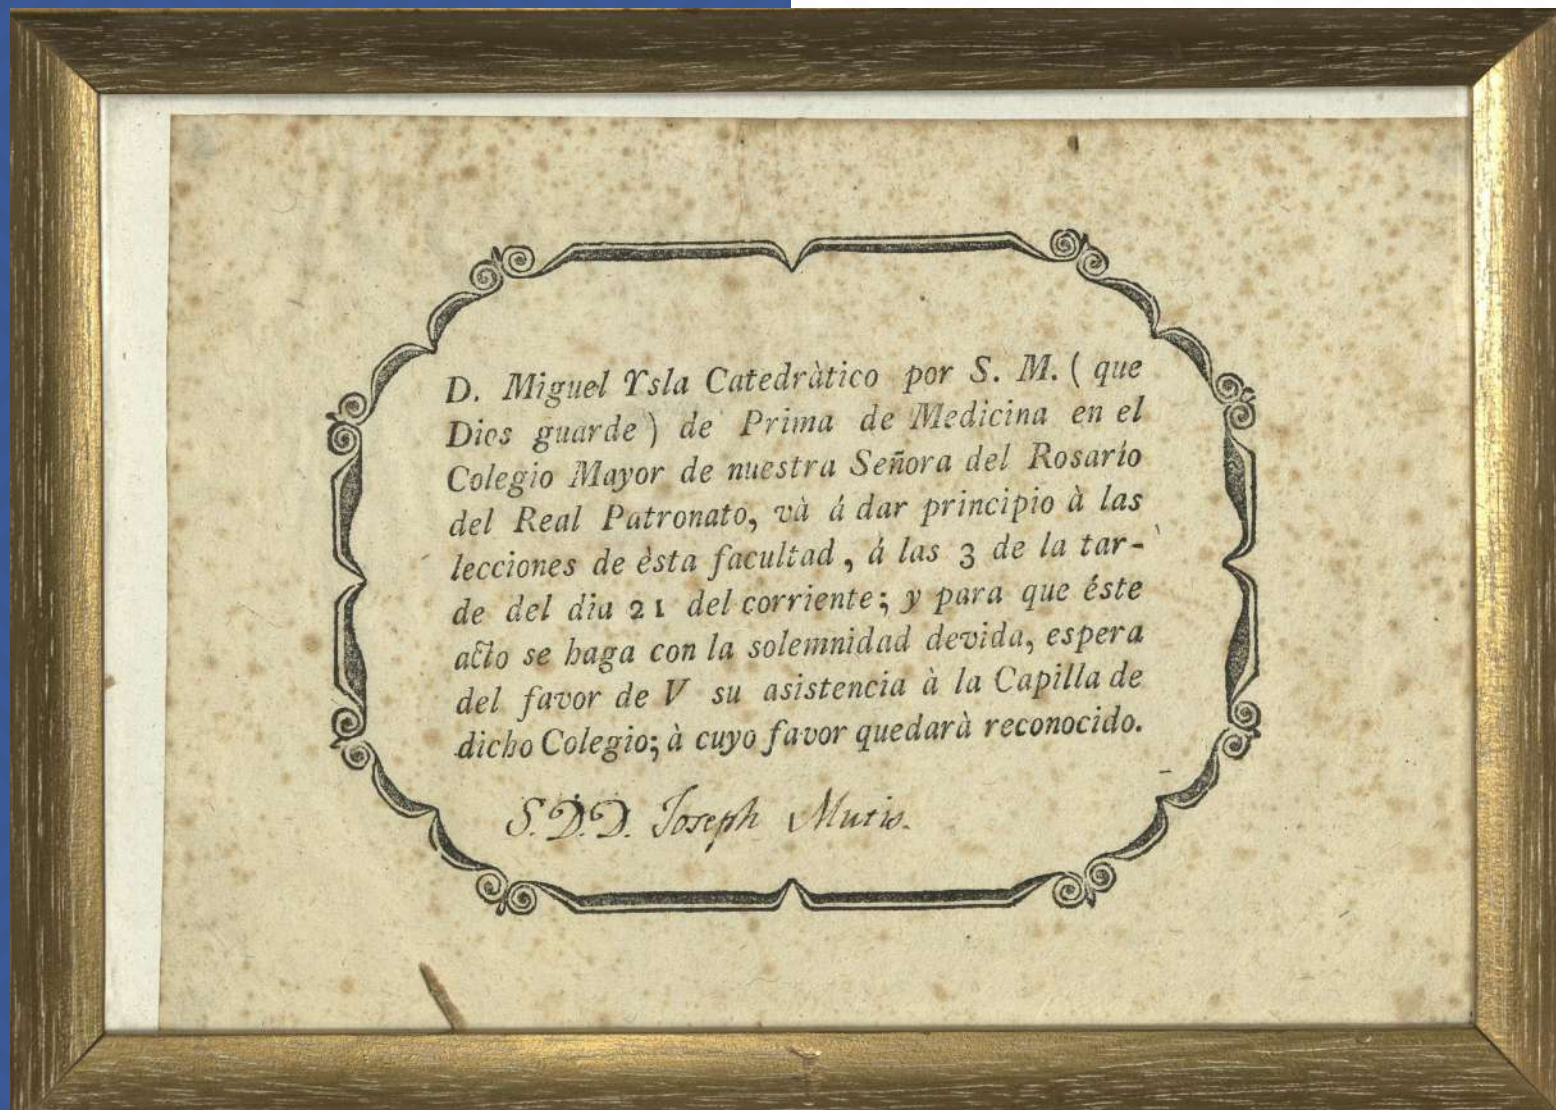 D. Miguel Ysla Catedràtico por S. M. ( que
Dios guarde ) de Prima de Medicina en el
Colegio Mayor de nuestra Señora del Rosario
del Real Patronato, và á dar principio à las
lecciones de èsta facultad, á las 3 de la tar-
de del dia 21 del corriente; y para que éste
acto se haga con la solemnidad devida, espera
del favor de V su asistencia à la Capilla de
dicho Colegio; à cuyo favor quedarà reconocido.
S. D. D. Joseph Mutis.